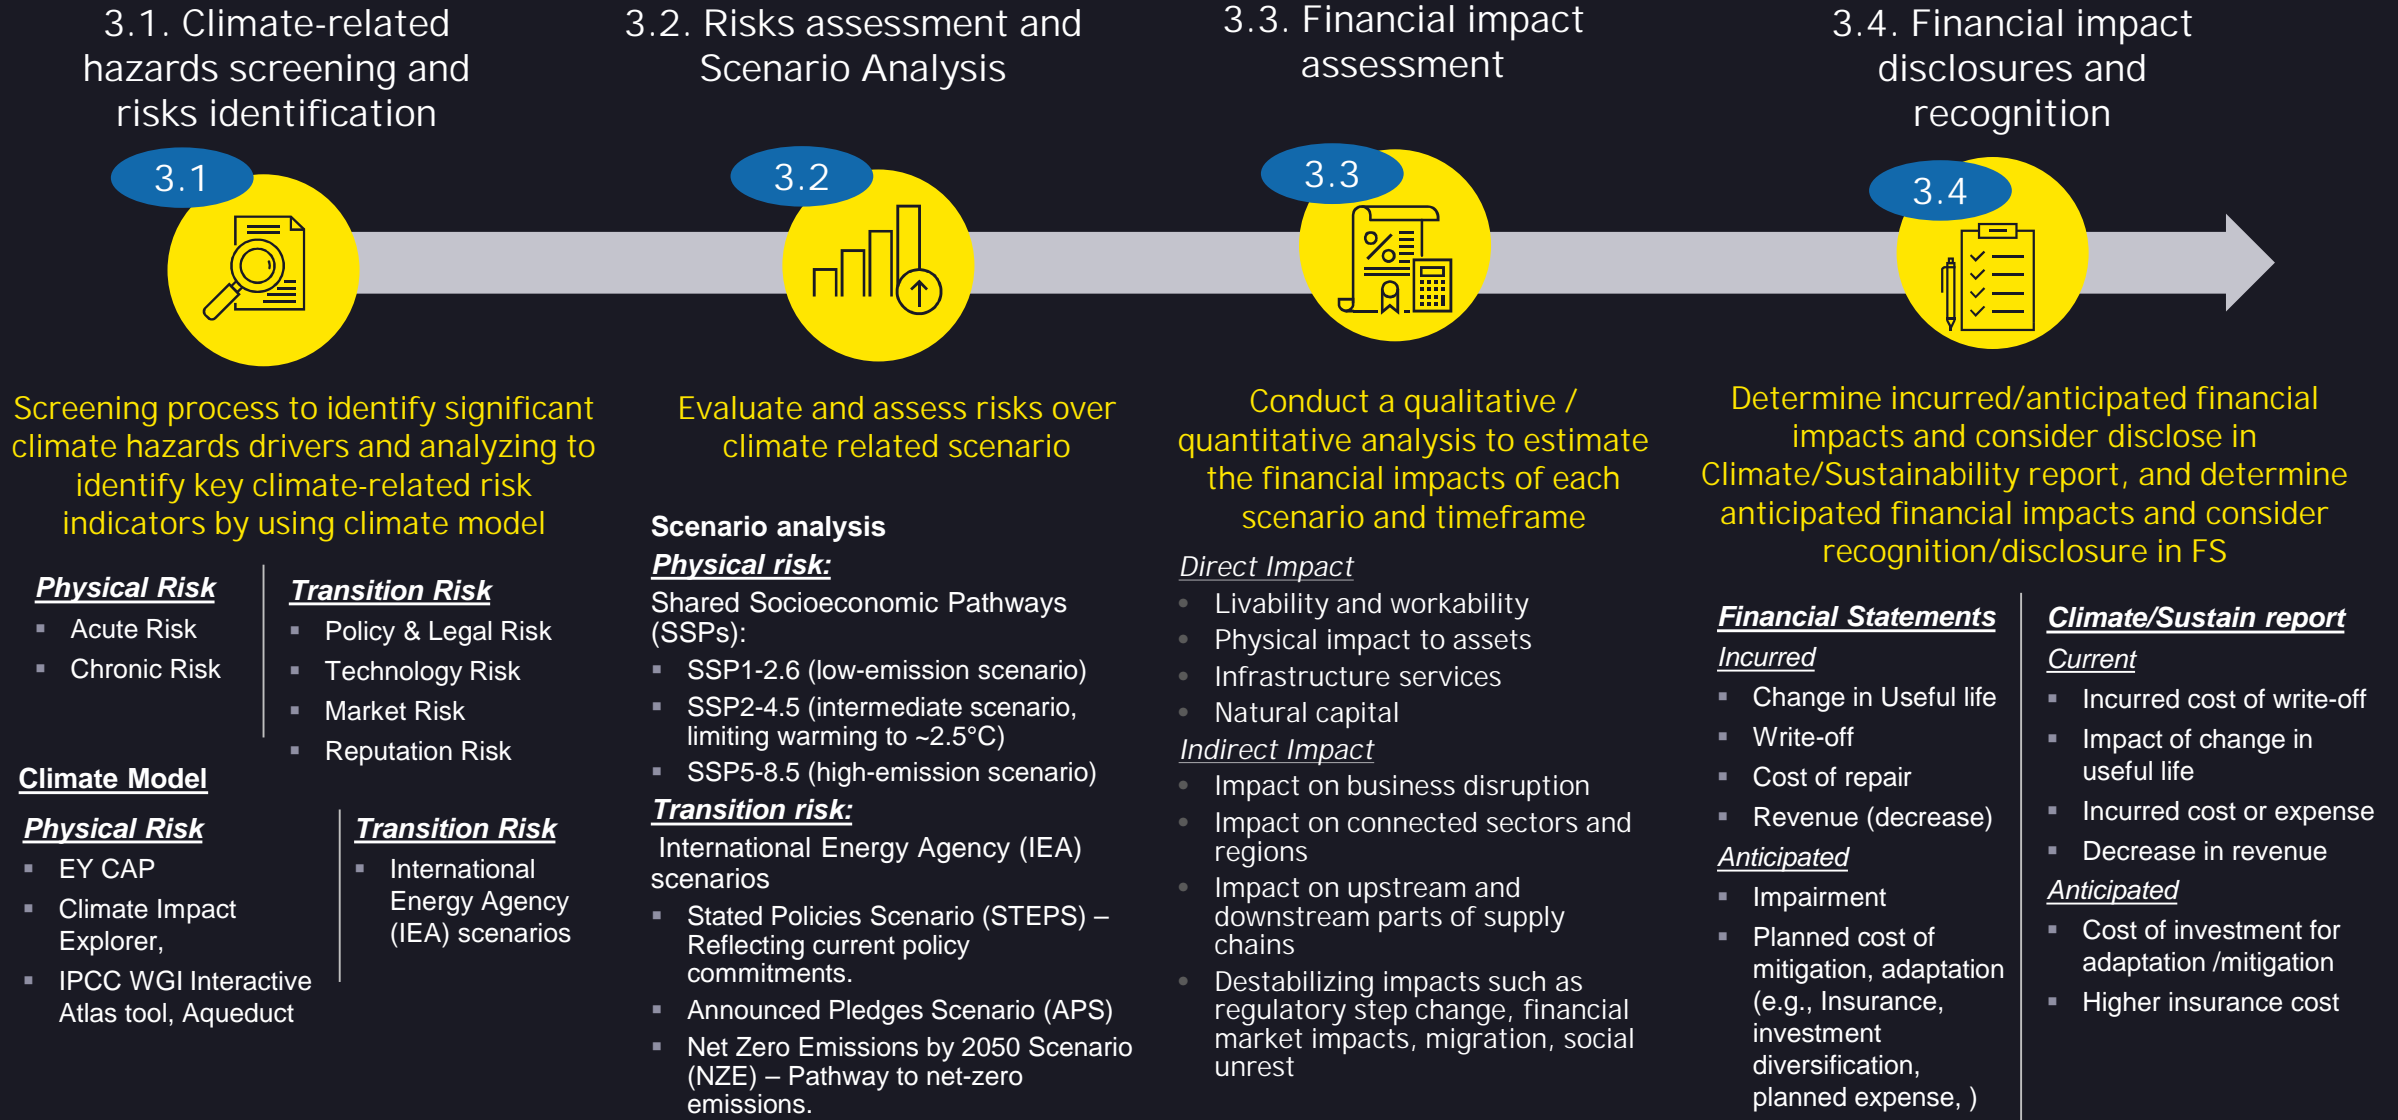 3.1. Climate-related
hazards screening and
risks identification
3.1
Screening process to identify significant
climate hazards drivers and analyzing to
identify key climate-related risk
indicators by using climate model
Physical Risk
Acute Risk
Chronic Risk
Transition Risk
Policy & Legal Risk
Technology Risk
Market Risk
Reputation Risk
Climate Model
Physical Risk
EY CAP
Climate Impact
Explorer,
IPCC WGI Interactive
Atlas tool, Aqueduct
Transition Risk
International
Energy Agency
(IEA) scenarios
3.2. Risks assessment and
Scenario Analysis
3.2
Evaluate and assess risks over
climate related scenario
Scenario analysis
Physical risk:
Shared Socioeconomic Pathways
(SSPs):
SSP1-2.6 (low-emission scenario)
SSP2-4.5 (intermediate scenario,
limiting warming to ~2.5°C)
SSP5-8.5 (high-emission scenario)
Transition risk:
International Energy Agency (IEA)
scenarios
Stated Policies Scenario (STEPS) –
Reflecting current policy
commitments.
Announced Pledges Scenario (APS)
Net Zero Emissions by 2050 Scenario
(NZE) – Pathway to net-zero
emissions.
3.3. Financial impact
assessment
3.3
Conduct a qualitative /
quantitative analysis to estimate
the financial impacts of each
scenario and timeframe
Direct Impact
Livability and workability
Physical impact to assets
Infrastructure services
Natural capital
Indirect Impact
Impact on business disruption
Impact on connected sectors and
regions
Impact on upstream and
downstream parts of supply
chains
Destabilizing impacts such as
regulatory step change, financial
market impacts, migration, social
unrest
3.4. Financial impact
disclosures and
recognition
3.4
Determine incurred/anticipated financial
impacts and consider disclose in
Climate/Sustainability report, and determine
anticipated financial impacts and consider
recognition/disclosure in FS
Financial Statements
Incurred
Change in Useful life
Write-off
Cost of repair
Revenue (decrease)
Anticipated
Impairment
Planned cost of
mitigation, adaptation
(e.g., Insurance,
investment
diversification,
planned expense, )
Climate/Sustain report
Current
Incurred cost of write-off
Impact of change in
useful life
Incurred cost or expense
Decrease in revenue
Anticipated
Cost of investment for
adaptation /mitigation
Higher insurance cost